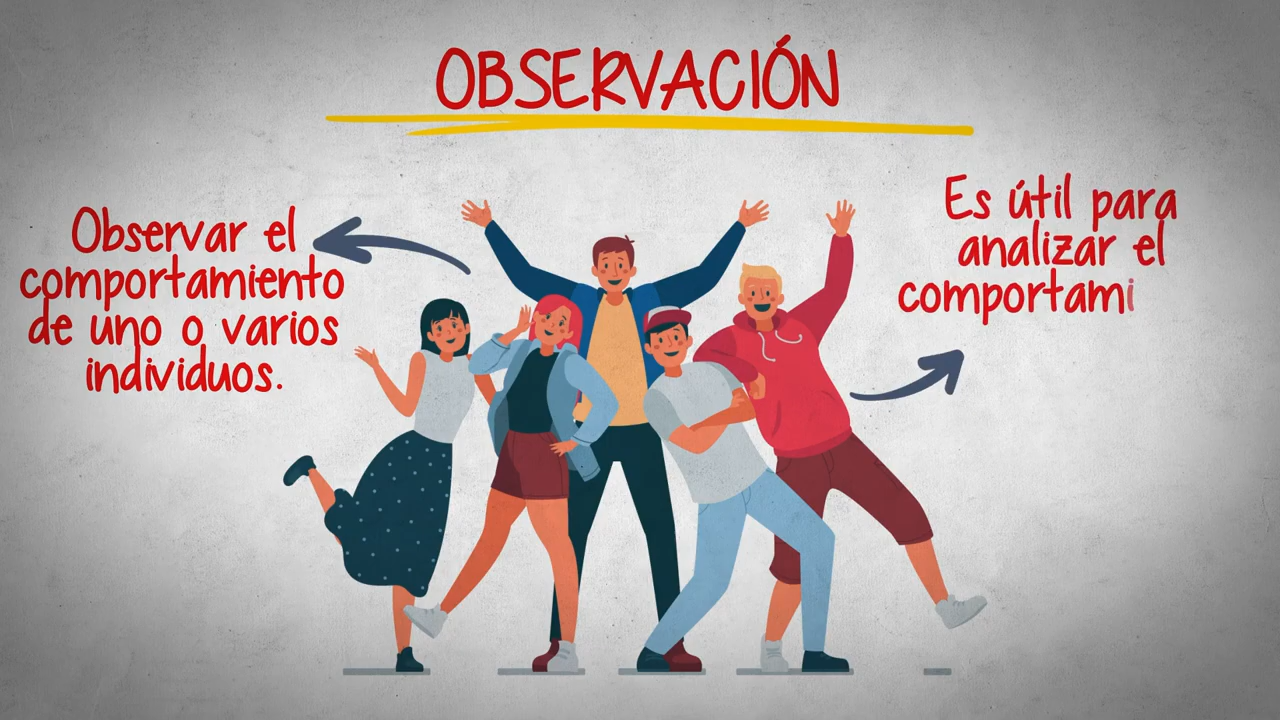 OBSERVACIÓN
Observar el
comportamiento
de uno o varios
individuos.
Es útil para
analizar el
comportami